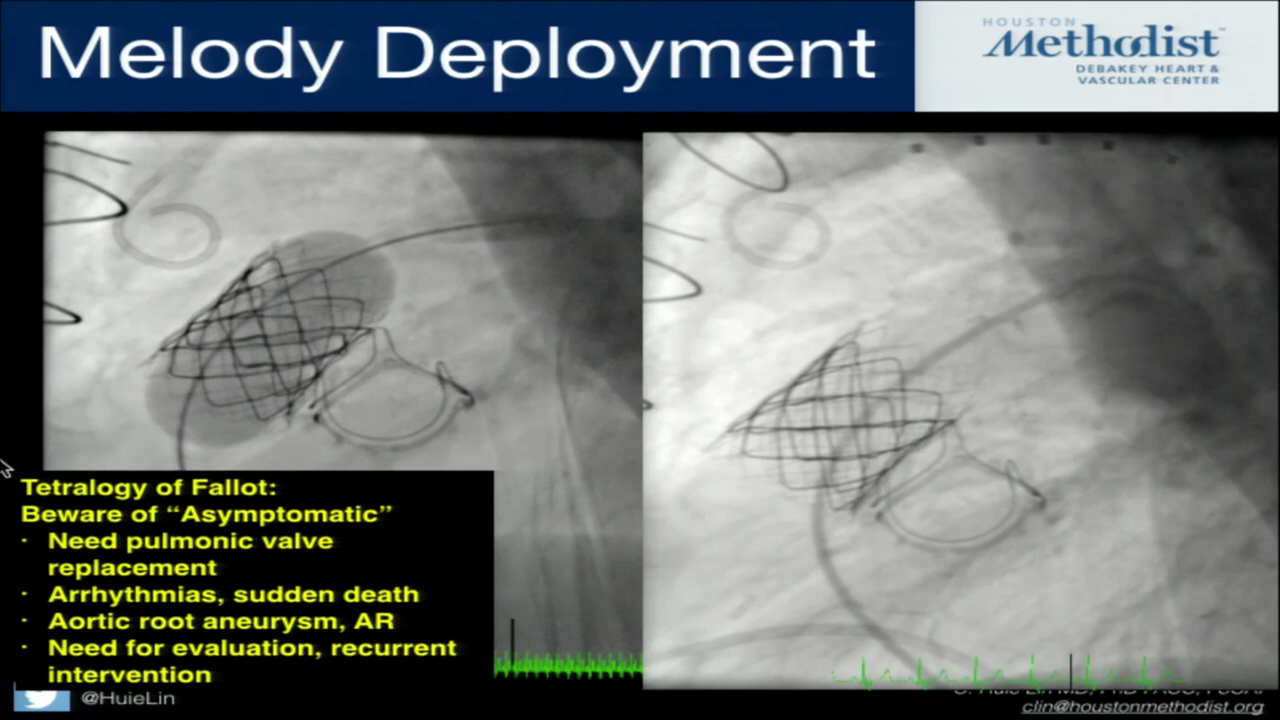 Melody Deployment
HOUSTON
Methodist
DEBAKEY HEART &
VASCULAR CENTER
Tetralogy of Fallot:
Beware of “Asymptomatic”
· Need pulmonic valve
replacement
· Arrhythmias, sudden death
· Aortic root aneurysm, AR
· Need for evaluation, recurrent
intervention
@HuieLin
clin@houstonmethodist.org